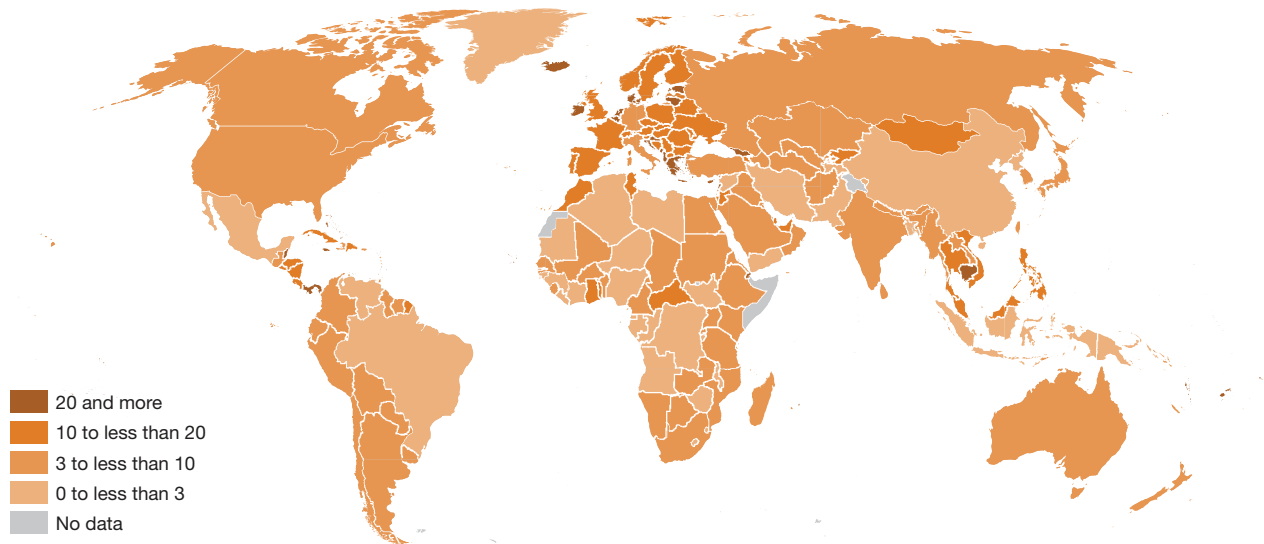 20 and more
10 to less than 20
3 to less than 10
0 to less than 3
No data